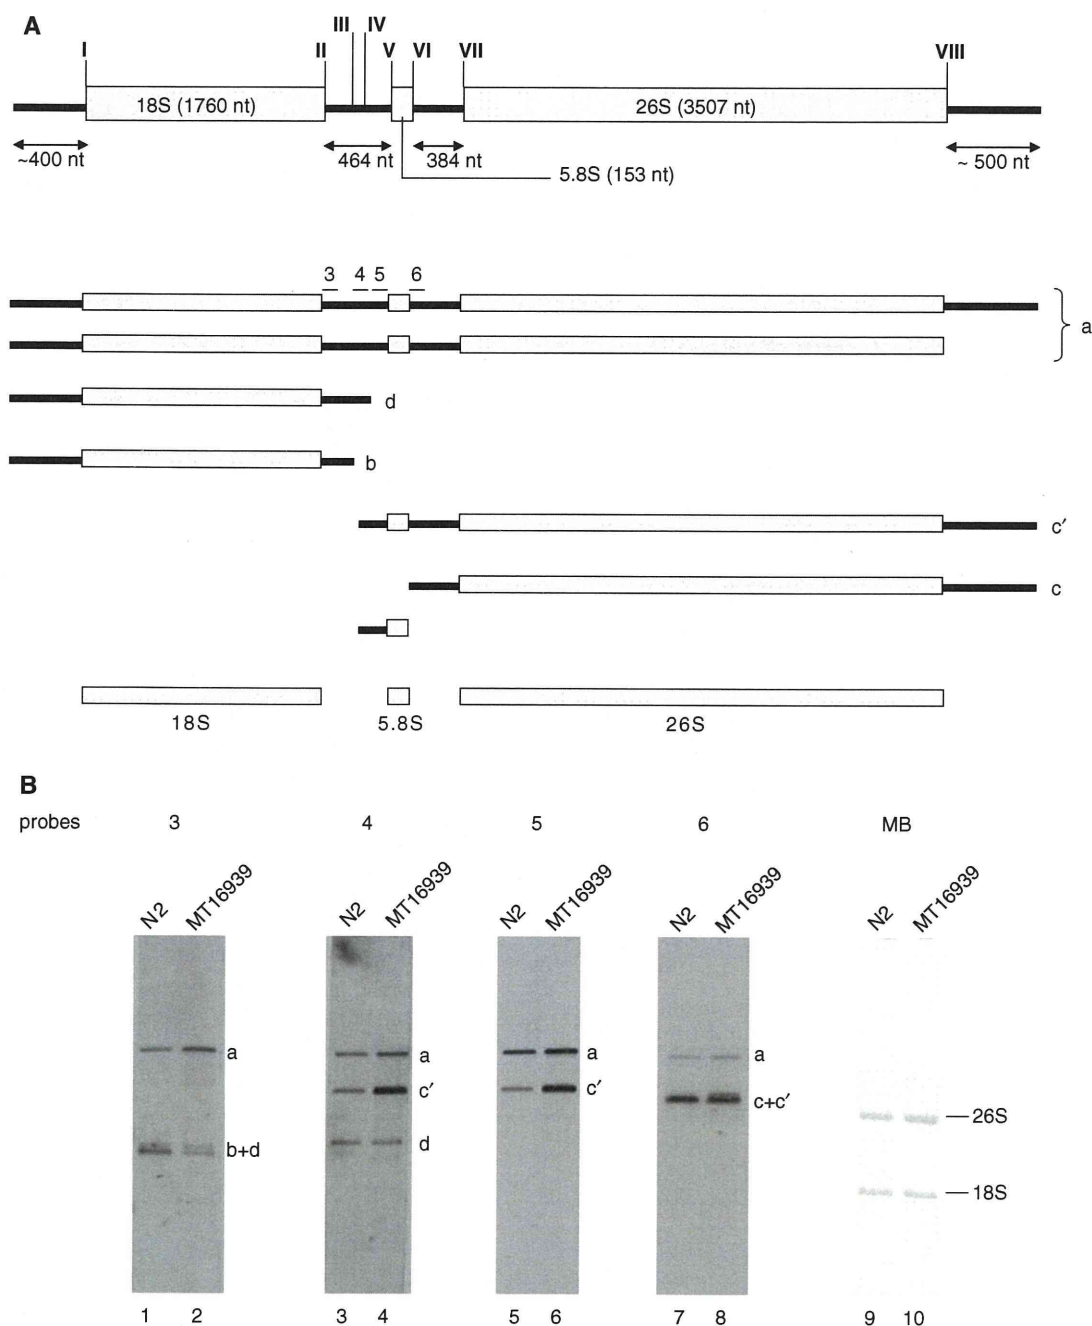 A
III IV
I II V VI VII VIII
18S (1760 nt) 26S (3507 nt)
~400 nt 464 nt 384 nt ~ 500 nt
5.8S (153 nt)
3 4 5 6
a
d
b
c′
c
18S 5.8S 26S
B
probes 3 4 5 6 MB
N2 MT16939 N2 MT16939 N2 MT16939 N2 MT16939 N2 MT16939
a a a a
c′ c′ c+c′
b+d d
26S
18S
1 2 3 4 5 6 7 8 9 10